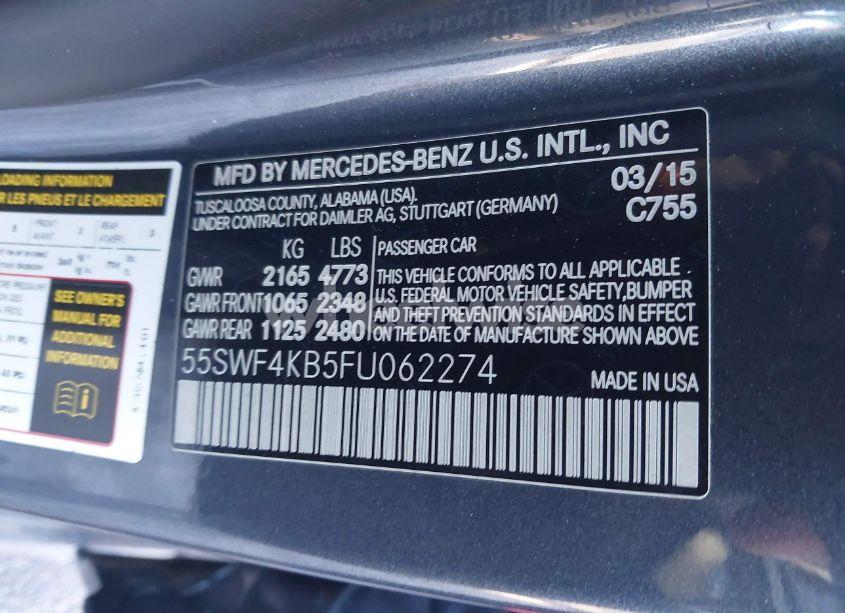 LOADING INFORMATION
R LES PNEUS ET LE CHARGEMENT
FRONT
AVANT
SEE OWNER'S
MANUAL FOR
ADDITIONAL
INFORMATION
MFD BY MERCEDES-BENZ U.S. INTL., INC
TUSCALOOSA COUNTY, ALABAMA (USA). 03/15
UNDER CONTRACT FOR DAIMLER AG, STUTTGART (GERMANY) C755
KG LBS PASSENGER CAR
GWR 2165 4773 THIS VEHICLE CONFORMS TO ALL APPLICABLE
GAWR FRONT 1065 2348 U.S. FEDERAL MOTOR VEHICLE SAFETY, BUMPER
AND THEFT PREVENTION STANDARDS IN EFFECT
GAWR REAR 1125 2480 ON THE DATE OF MANUFACTURE SHOWN ABOVE
55SWF4KB5FU062274 MADE IN USA